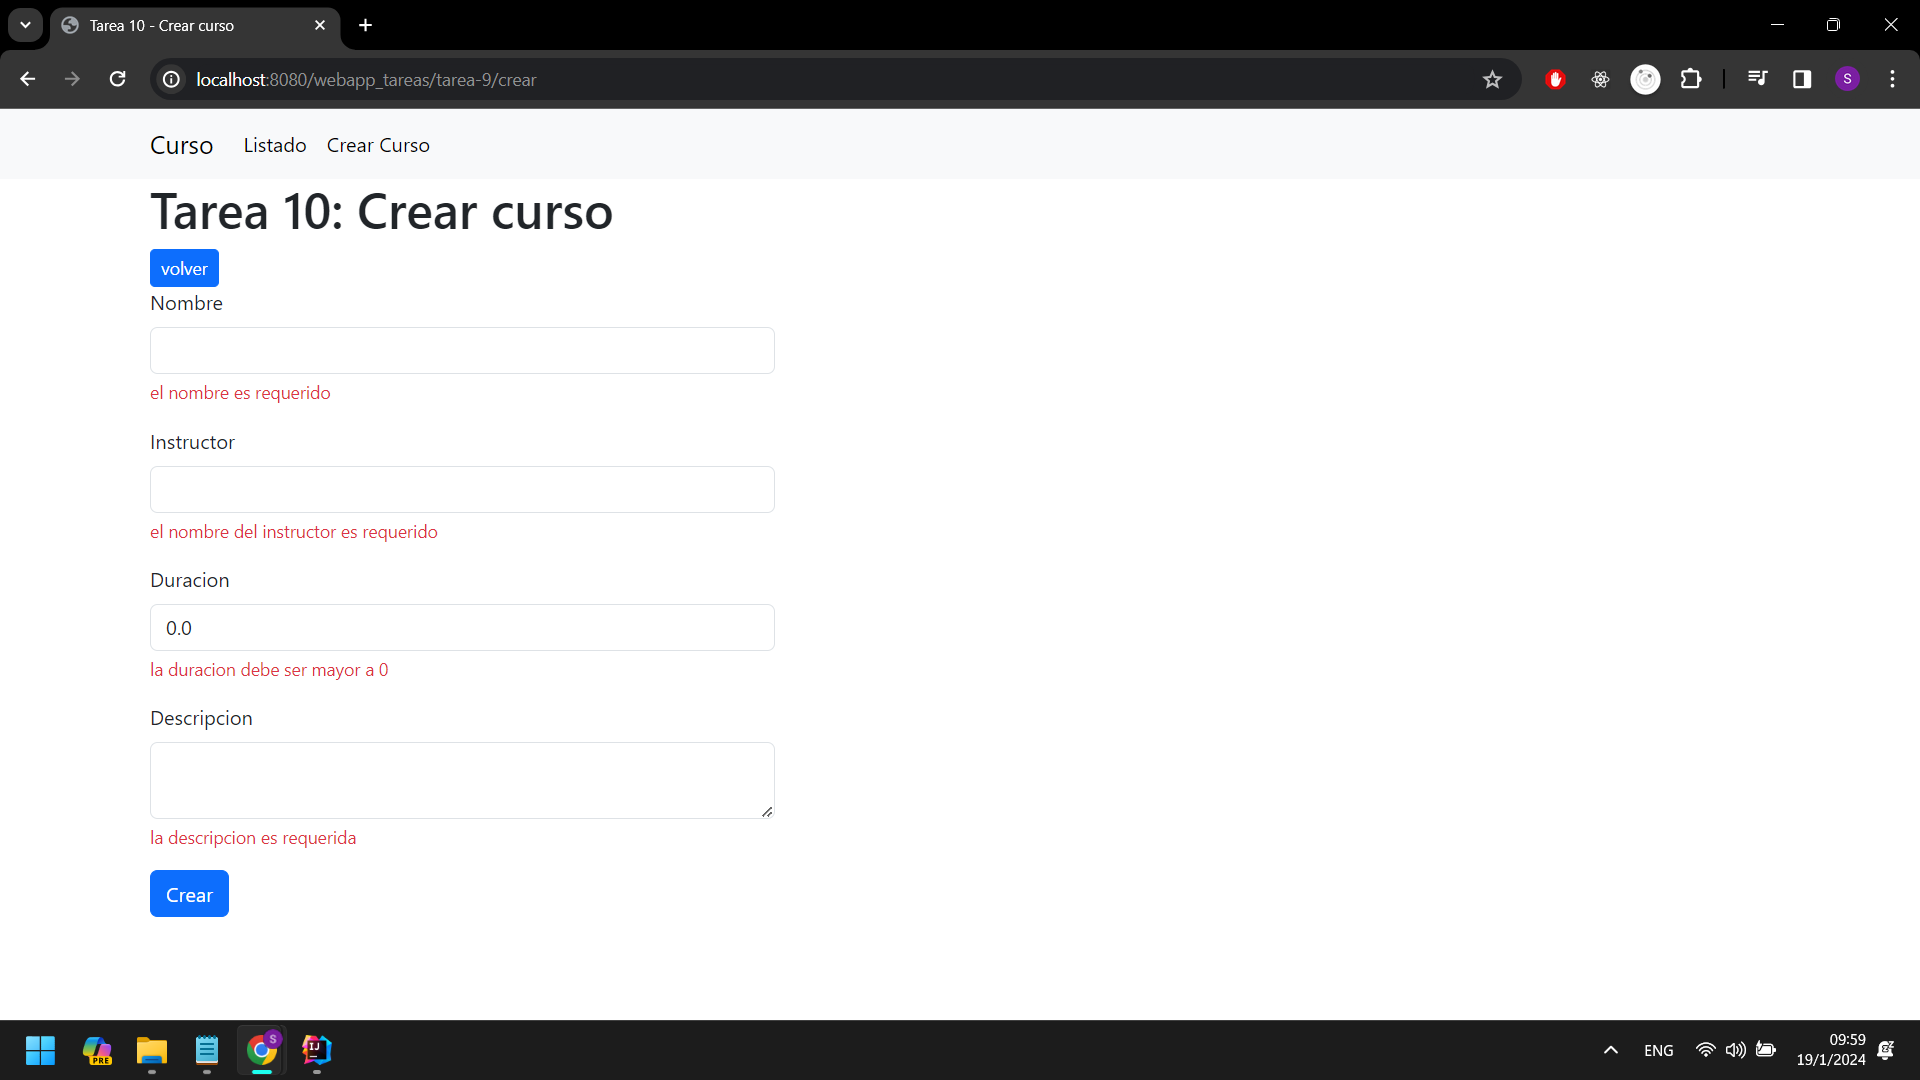 Tarea 10 - Crear curso
localhost:8080/webapp_tareas/tarea-9/crear
S
Curso Listado Crear Curso
Tarea 10: Crear curso
volver
Nombre
el nombre es requerido
Instructor
el nombre del instructor es requerido
Duracion
0.0
la duracion debe ser mayor a 0
Descripcion
la descripcion es requerida
Crear
PRE
S
IJ
ENG
09:59
19/1/2024